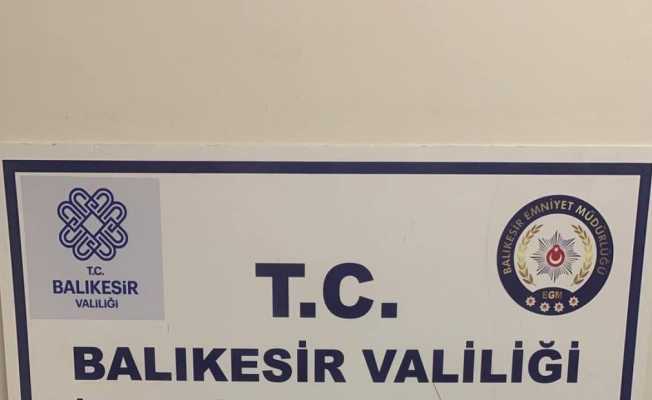 T.C.
BALIKESİR
VALİLİĞİ
BALIKESİR EMNİYET MÜDÜRLÜĞÜ
EGM
T.C.
BALIKESİR VALİLİĞİ